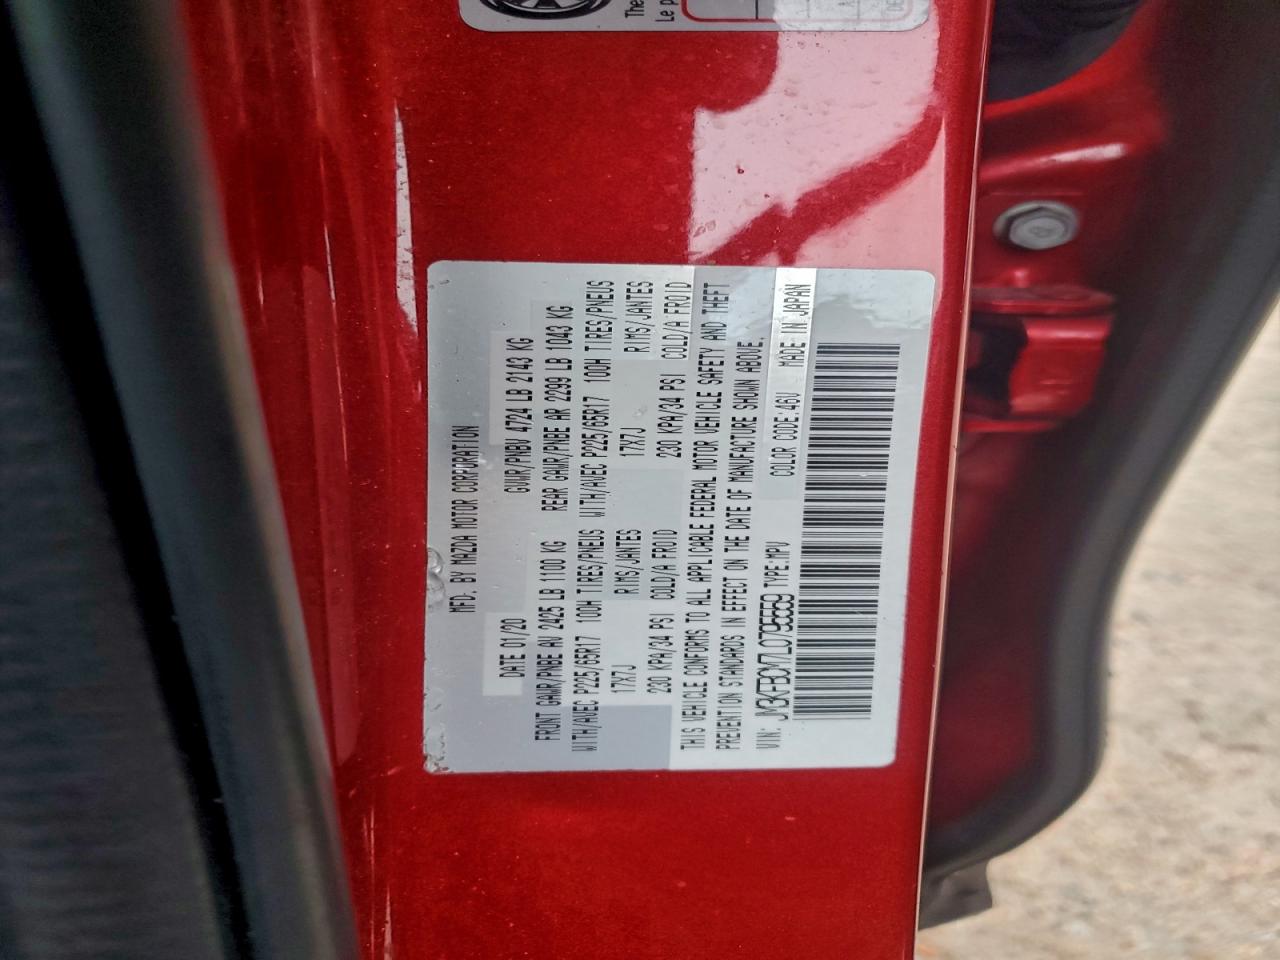 The
Le p
MFD. BY MAZDA MOTOR CORPORATION
DATE 01/20 GVWR/PNBV 4724 LB 2143 KG
FRONT GAWR/PNBE AV 2425 LB 1100 KG REAR GAWR/PNBE AR 2299 LB 1043 KG
WITH/AVEC P225/65R17 100H TIRES/PNEUS WITH/AVEC P225/65R17 100H TIRES/PNEUS
17X7J RIMS/JANTES 17X7J RIMS/JANTES
230 KPA/34 PSI COLD/A FROID 230 KPA/34 PSI COLD/A FROID
THIS VEHICLE CONFORMS TO ALL APPLICABLE FEDERAL MOTOR VEHICLE SAFETY AND THEFT
PREVENTION STANDARDS IN EFFECT ON THE DATE OF MANUFACTURE SHOWN ABOVE.
VIN: JM3KFBCM7L0795559 TYPE:MPV COLOR CODE:46V MADE IN JAPAN